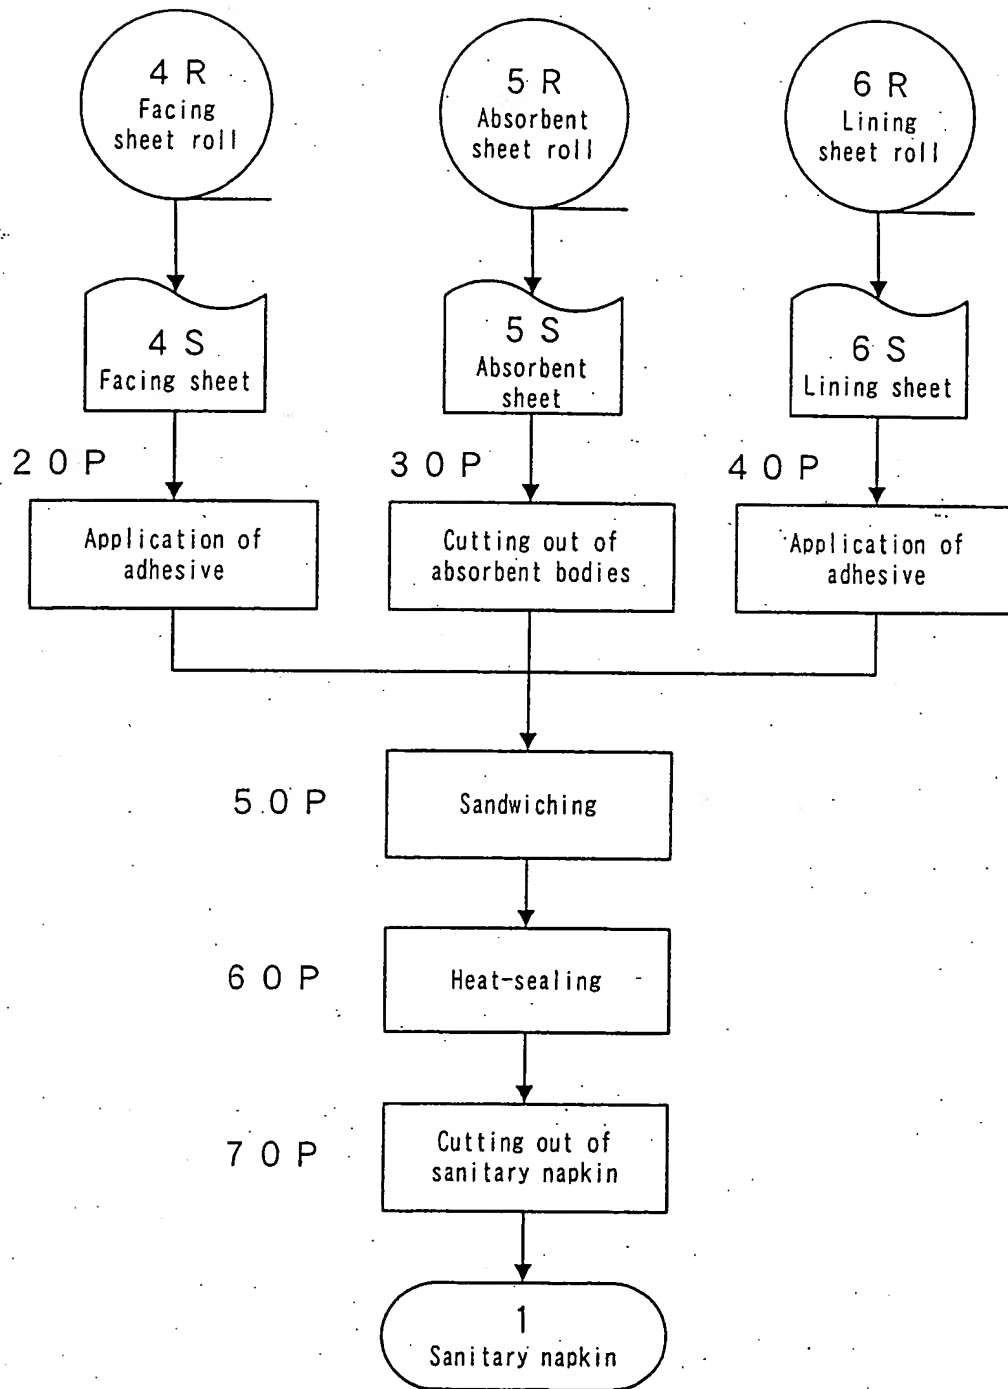 4 R
Facing
sheet roll
5 R
Absorbent
sheet roll
6 R
Lining
sheet roll
4 S
Facing sheet
5 S
Absorbent
sheet
6 S
Lining sheet
2 0 P
Application of
adhesive
3 0 P
Cutting out of
absorbent bodies
4 0 P
Application of
adhesive
5 0 P
Sandwiching
6 0 P
Heat-sealing
7 0 P
Cutting out of
sanitary napkin
1
Sanitary napkin